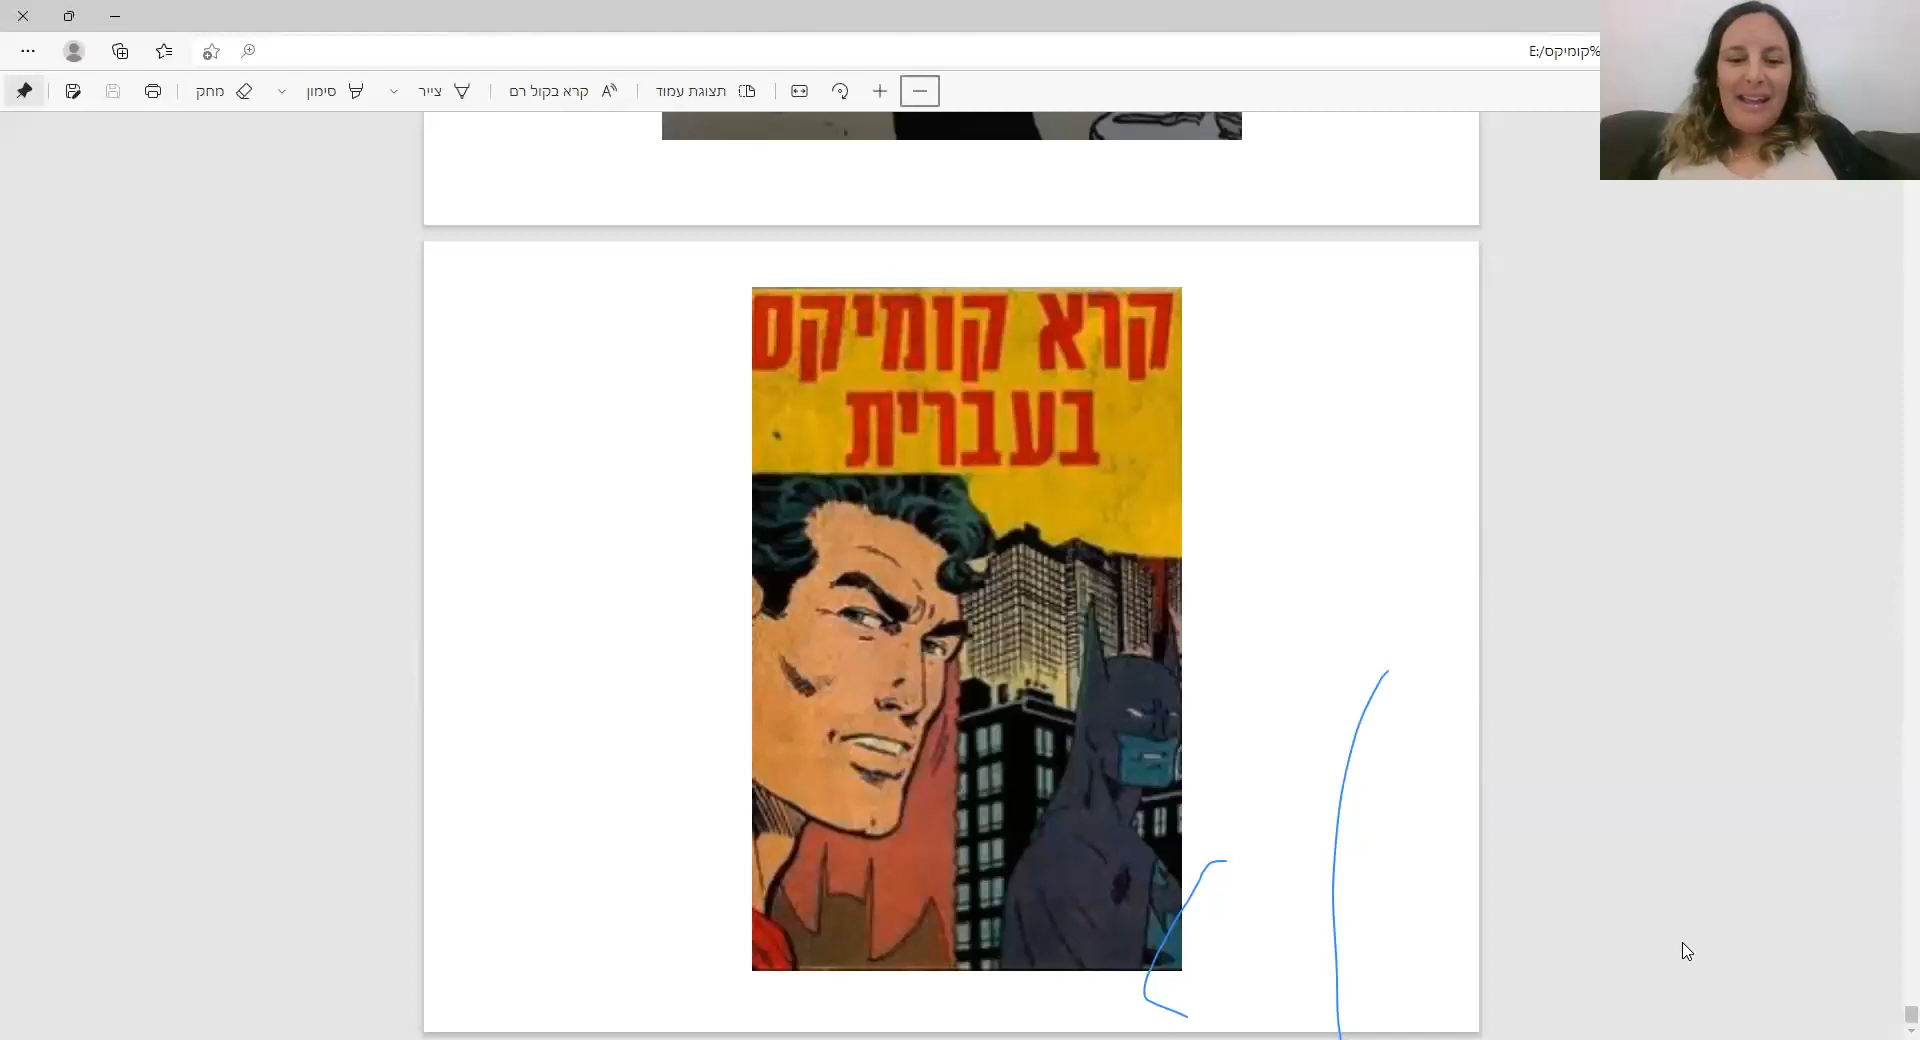 E:/קומיקס%
תצוגת עמוד
קרא בקול רם
צייר
סימון
מחק
קרא קומיקס
בעברית